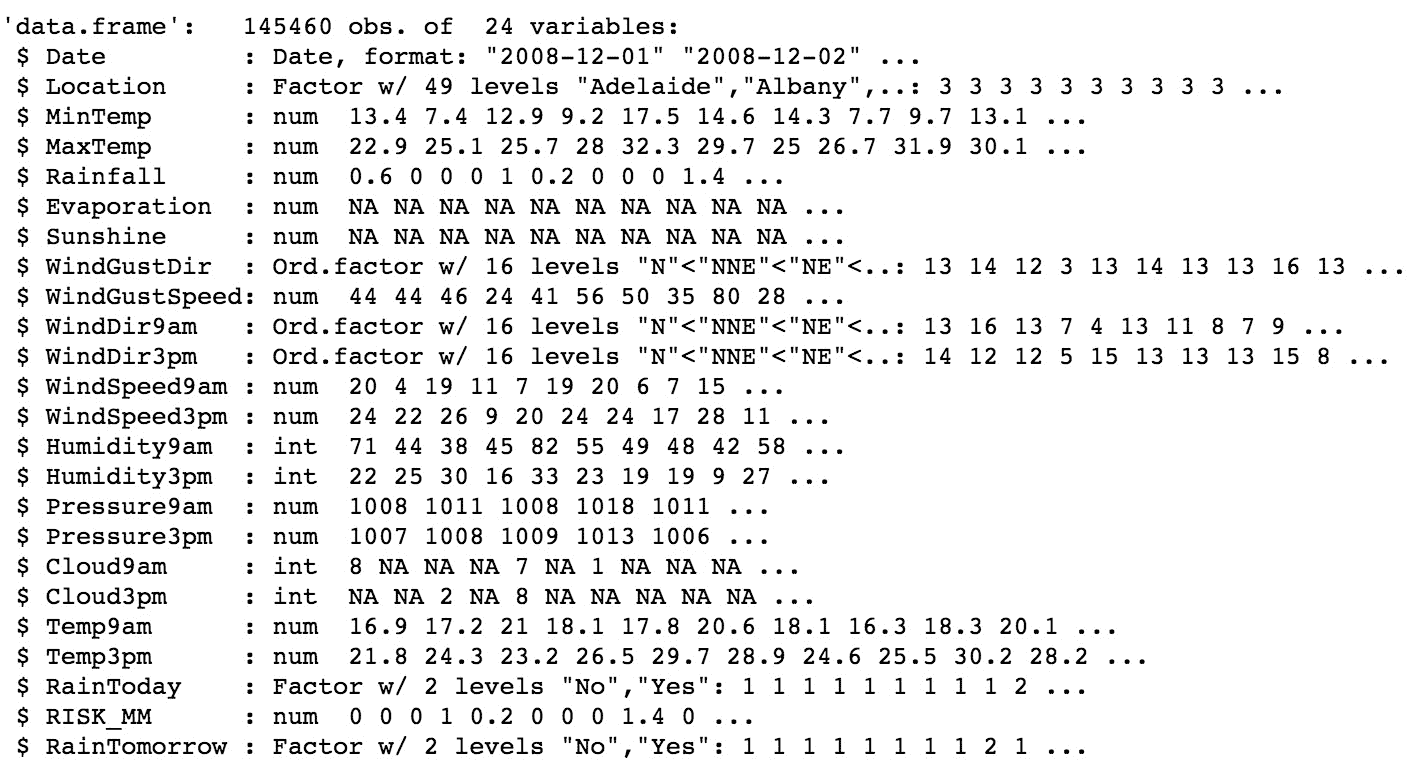 'data.frame':   145460 obs. of  24 variables:
 $ Date         : Date, format: "2008-12-01" "2008-12-02" ...
 $ Location     : Factor w/ 49 levels "Adelaide","Albany",..: 3 3 3 3 3 3 3 3 3 3 ...
 $ MinTemp      : num  13.4 7.4 12.9 9.2 17.5 14.6 14.3 7.7 9.7 13.1 ...
 $ MaxTemp      : num  22.9 25.1 25.7 28 32.3 29.7 25 26.7 31.9 30.1 ...
 $ Rainfall     : num  0.6 0 0 0 1 0.2 0 0 0 1.4 ...
 $ Evaporation  : num  NA NA NA NA NA NA NA NA NA NA ...
 $ Sunshine     : num  NA NA NA NA NA NA NA NA NA NA ...
 $ WindGustDir  : Ord.factor w/ 16 levels "N"<"NNE"<"NE"<..: 13 14 12 3 13 14 13 13 16 13 ...
 $ WindGustSpeed: num  44 44 46 24 41 56 50 35 80 28 ...
 $ WindDir9am   : Ord.factor w/ 16 levels "N"<"NNE"<"NE"<..: 13 16 13 7 4 13 11 8 7 9 ...
 $ WindDir3pm   : Ord.factor w/ 16 levels "N"<"NNE"<"NE"<..: 14 12 12 5 15 13 13 13 15 8 ...
 $ WindSpeed9am : num  20 4 19 11 7 19 20 6 7 15 ...
 $ WindSpeed3pm : num  24 22 26 9 20 24 24 17 28 11 ...
 $ Humidity9am  : int  71 44 38 45 82 55 49 48 42 58 ...
 $ Humidity3pm  : int  22 25 30 16 33 23 19 19 9 27 ...
 $ Pressure9am  : num  1008 1011 1008 1018 1011 ...
 $ Pressure3pm  : num  1007 1008 1009 1013 1006 ...
 $ Cloud9am     : int  8 NA NA NA 7 NA 1 NA NA NA ...
 $ Cloud3pm     : int  NA NA 2 NA 8 NA NA NA NA NA ...
 $ Temp9am      : num  16.9 17.2 21 18.1 17.8 20.6 18.1 16.3 18.3 20.1 ...
 $ Temp3pm      : num  21.8 24.3 23.2 26.5 29.7 28.9 24.6 25.5 30.2 28.2 ...
 $ RainToday    : Factor w/ 2 levels "No","Yes": 1 1 1 1 1 1 1 1 1 2 ...
 $ RISK_MM      : num  0 0 0 1 0.2 0 0 0 1.4 0 ...
 $ RainTomorrow : Factor w/ 2 levels "No","Yes": 1 1 1 1 1 1 1 1 2 1 ...